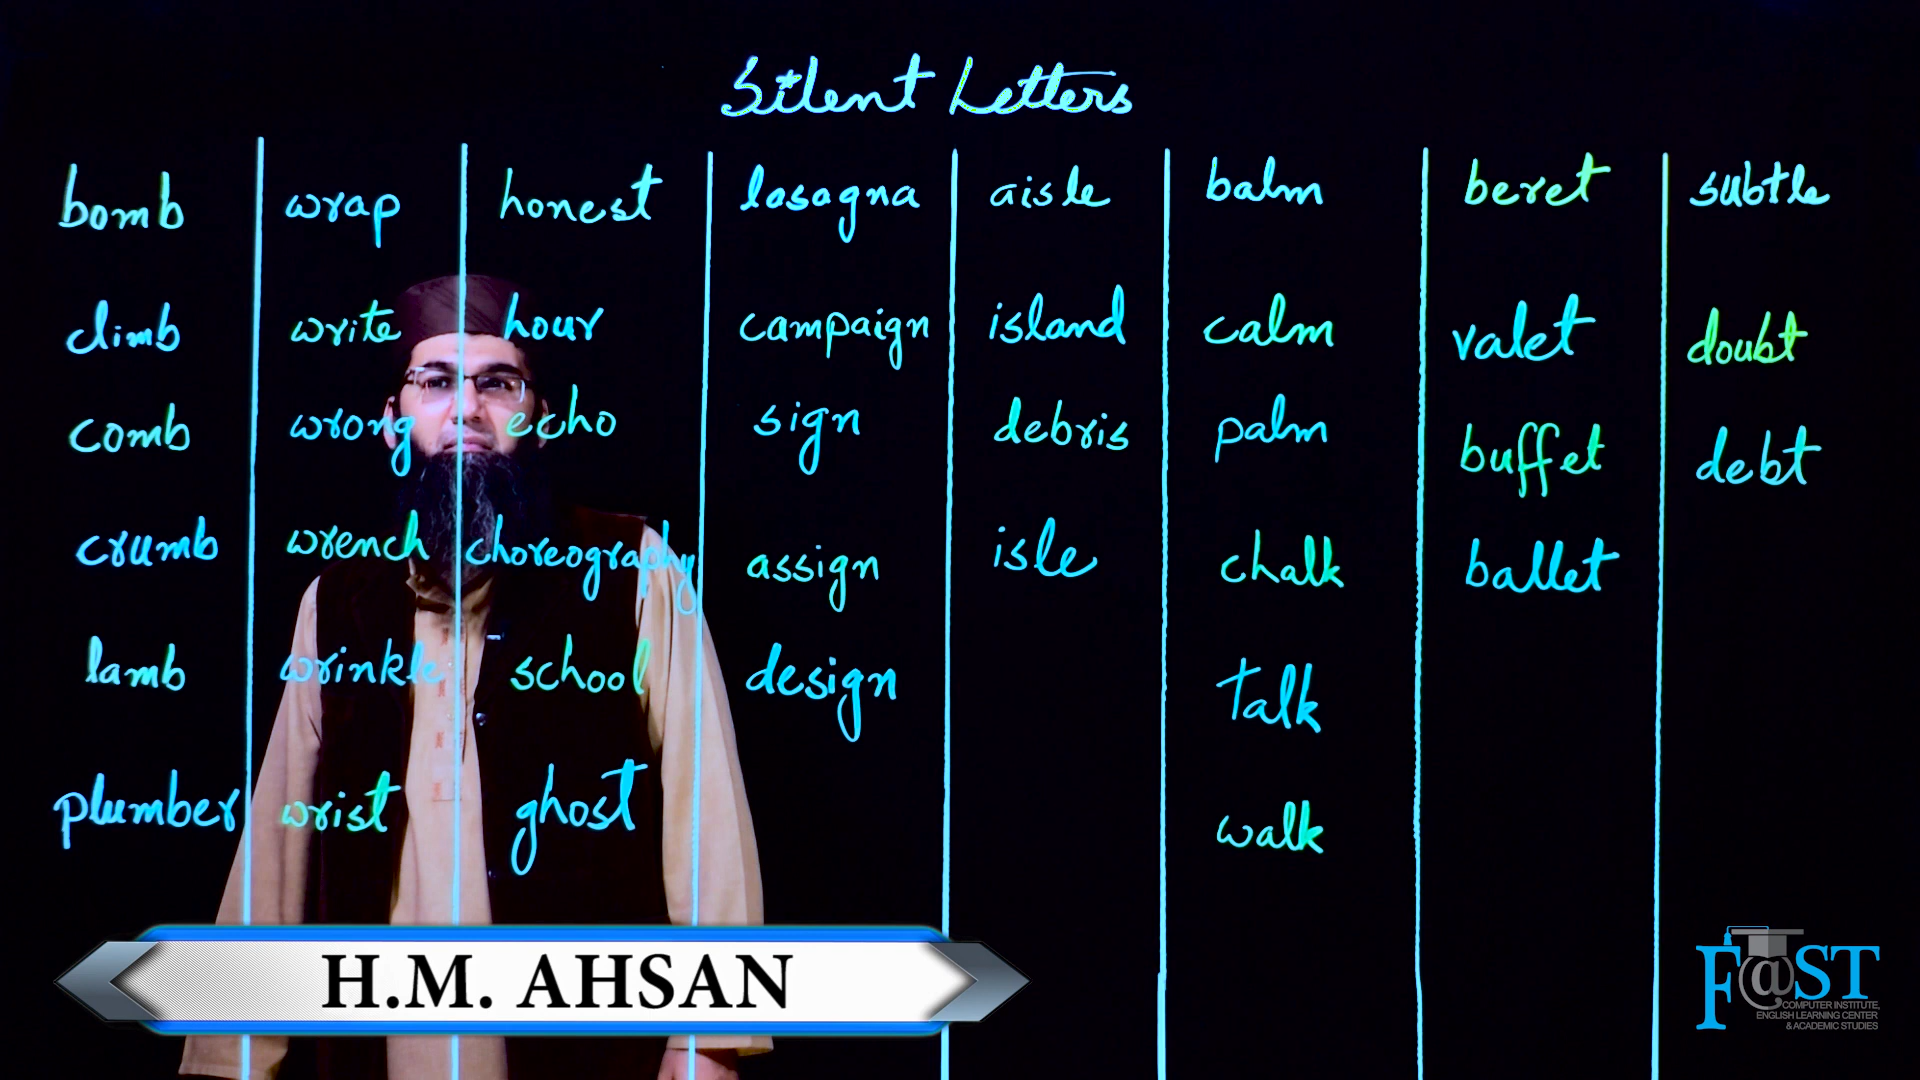 Silent Letters
bomb wrap honest lasagna aisle balm beret subtle
climb write hour campaign island calm valet doubt
comb wrong echo sign debris palm buffet debt
crumb wrench choreography assign isle chalk ballet
lamb wrinkle school design talk
plumber wrist ghost walk
H.M. AHSAN
F@ST
COMPUTER INSTITUTE,
ENGLISH LEARNING CENTER
& ACADEMIC STUDIES